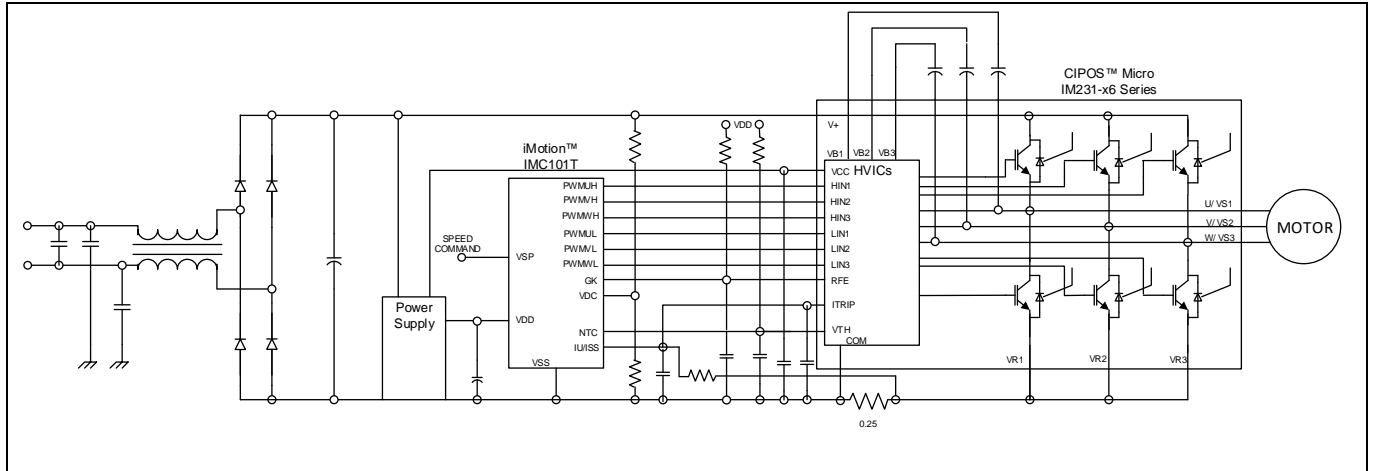 CIPOS™ Micro
IM231-x6 Series
iMotion™
IMC101T
VDD
V+
VB1
VB2
VB3
HVICs
VCC
HIN1
HIN2
HIN3
LIN1
LIN2
LIN3
RFE
ITRIP
VTH
COM
PWMUH
PWMVH
PWMWH
PWMUL
PWMVL
PWMWL
GK
VDC
NTC
IU/ISS
VSS
SPEED
COMMAND
VSP
VDD
Power
Supply
U/ VS1
V/ VS2
W/ VS3
MOTOR
VR1
VR2
VR3
0.25